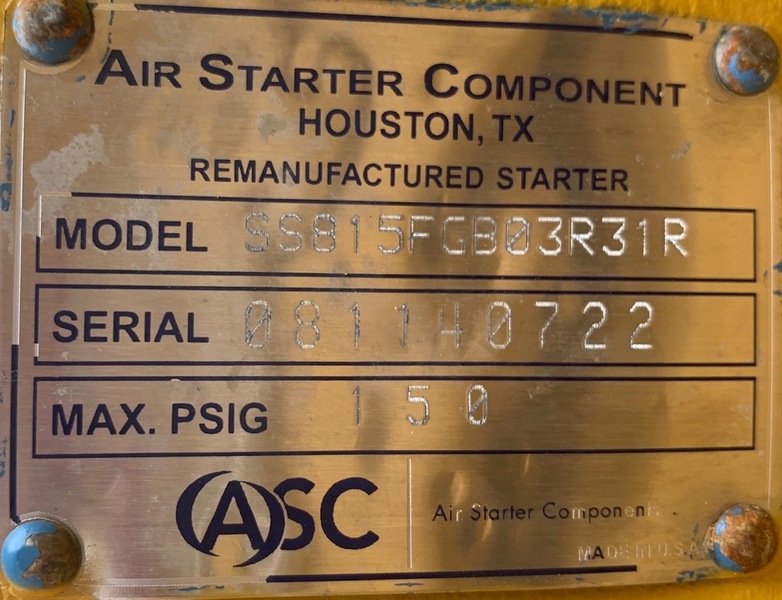 AIR STARTER COMPONENT
HOUSTON, TX
REMANUFACTURED STARTER
MODEL SS815FGB03R31R
SERIAL 081140722
MAX. PSIG 150
ASC Air Starter Component
MADE IN U.S.A